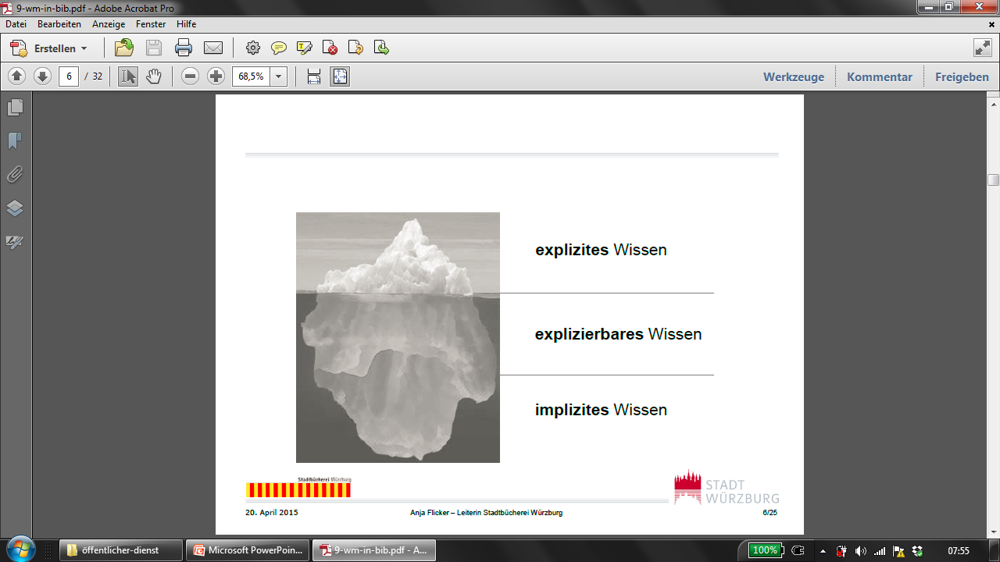 9-wm-in-bib.pdf - Adobe Acrobat Pro
Datei Bearbeiten Anzeige Fenster Hilfe
Erstellen
6 / 32 68,5% Werkzeuge Kommentar Freigeben
explizites Wissen
explizierbares Wissen
implizites Wissen
Stadtbücherei Würzburg
STADT
WÜRZBURG
20. April 2015 Anja Flicker – Leiterin Stadtbücherei Würzburg 6/25
öffentlicher-dienst Microsoft PowerPoin... 9-wm-in-bib.pdf - A... 100% 07:55